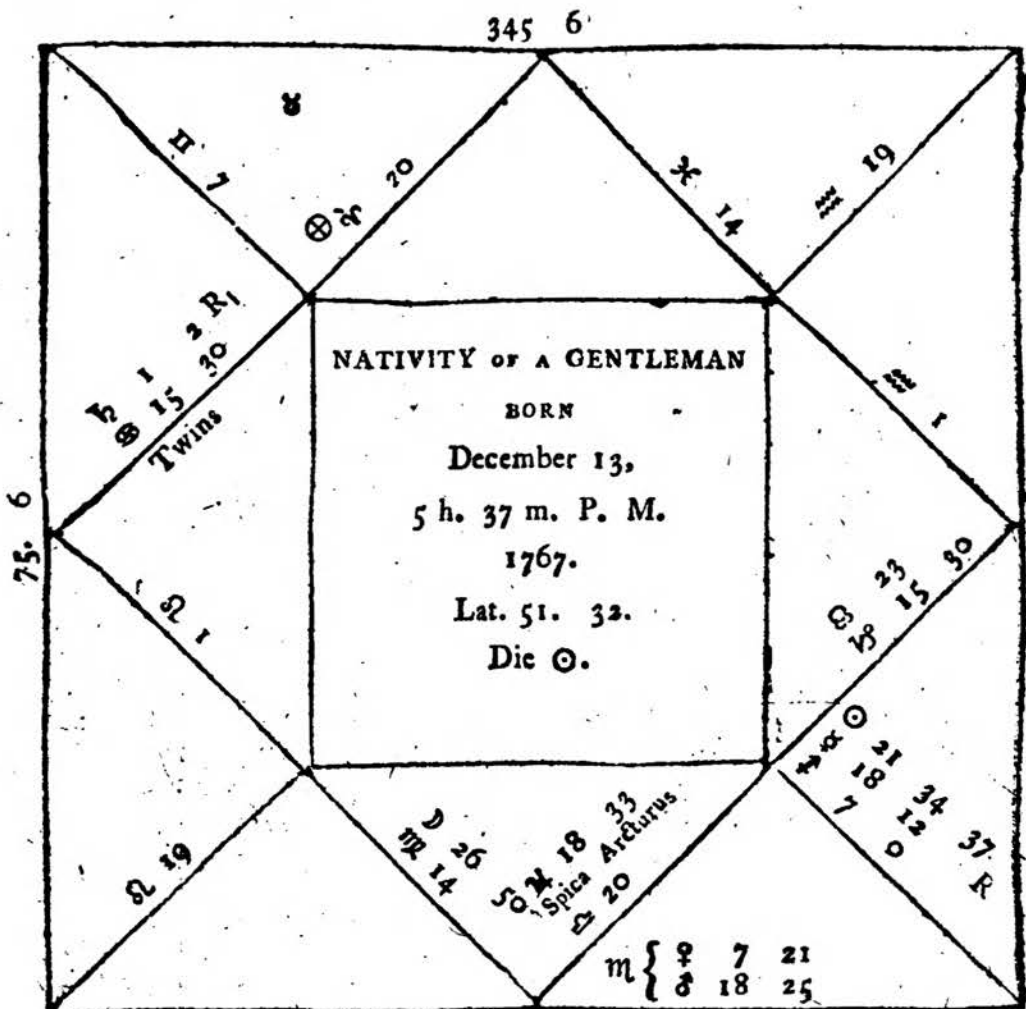 345 6
♉
♊ 7
⊗ ♈ 20
♓ 14
♒ 19
♄ 1 2 R
♋ 15 30
Twins
♒ 1
75. 6
NATIVITY OF A GENTLEMAN
BORN
December 13,
5 h. 37 m. P. M.
1767.
Lat. 51. 32.
Die ☉.
♌ 1
☊ 23
♑ 15 30
☉ 21 34 37
18 12 R
♐ 7 0
♌ 19
☽ 26 50
♍ 14
♃ 18 33
Spica Arcturus
♎ 20
♏ { ♀ 7 21
♂ 18 25